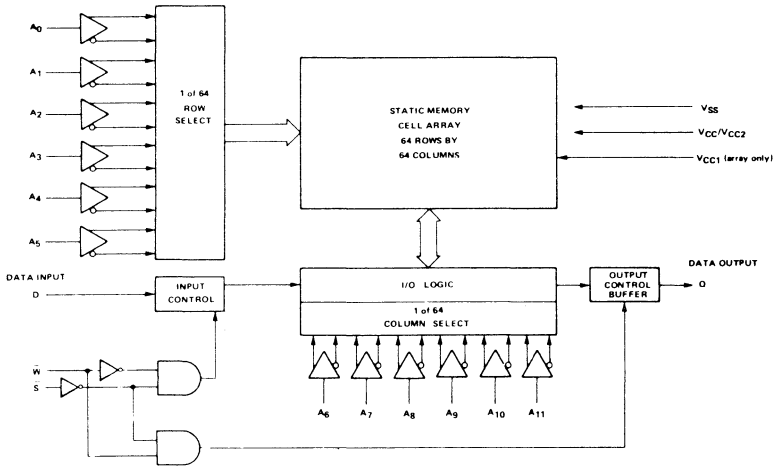 A0
A1
A2
A3
A4
A5
1 of 64
ROW
SELECT
STATIC MEMORY
CELL ARRAY
64 ROWS BY
64 COLUMNS
VSS
VCC/VCC2
VCC1 (array only)
DATA INPUT
D
INPUT
CONTROL
I/O LOGIC
1 of 64
COLUMN SELECT
OUTPUT
CONTROL
BUFFER
DATA OUTPUT
Q
W̅
S̅
A6
A7
A8
A9
A10
A11